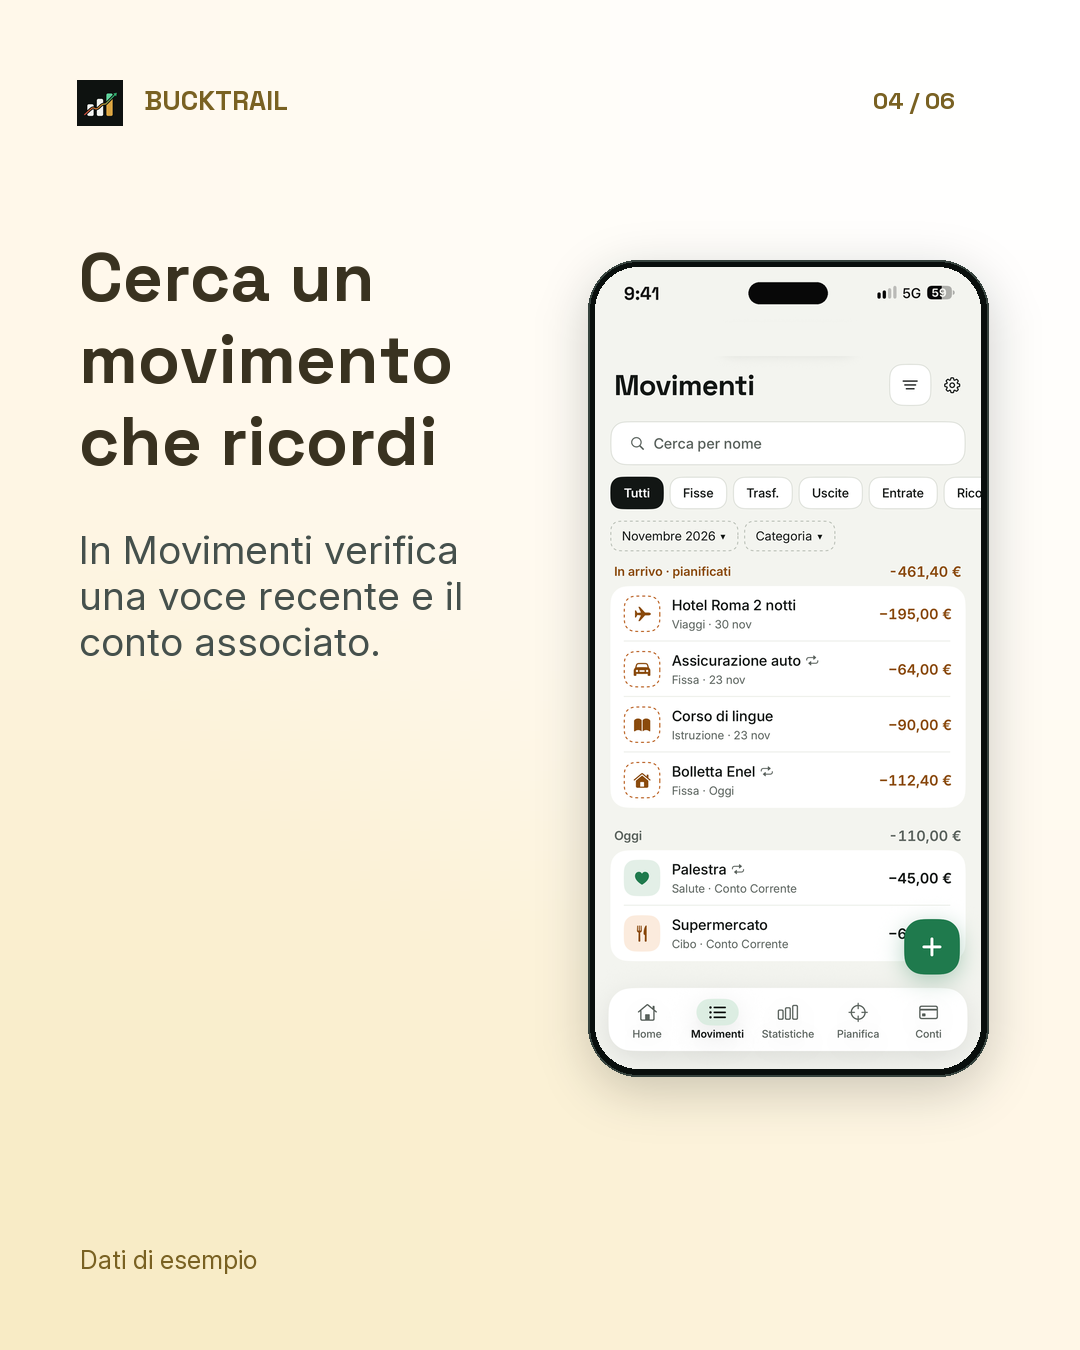 BUCKTRAIL
04 / 06
Cerca un
movimento
che ricordi
In Movimenti verifica
una voce recente e il
conto associato.
9:41
5G 59
Movimenti
Cerca per nome
Tutti Fisse Trasf. Uscite Entrate Rico
Novembre 2026 ▾ Categoria ▾
In arrivo · pianificati -461,40 €
Hotel Roma 2 notti
Viaggi · 30 nov
−195,00 €
Assicurazione auto
Fissa · 23 nov
−64,00 €
Corso di lingue
Istruzione · 23 nov
−90,00 €
Bolletta Enel
Fissa · Oggi
−112,40 €
Oggi -110,00 €
Palestra
Salute · Conto Corrente
−45,00 €
Supermercato
Cibo · Conto Corrente
−6
Home Movimenti Statistiche Pianifica Conti
Dati di esempio